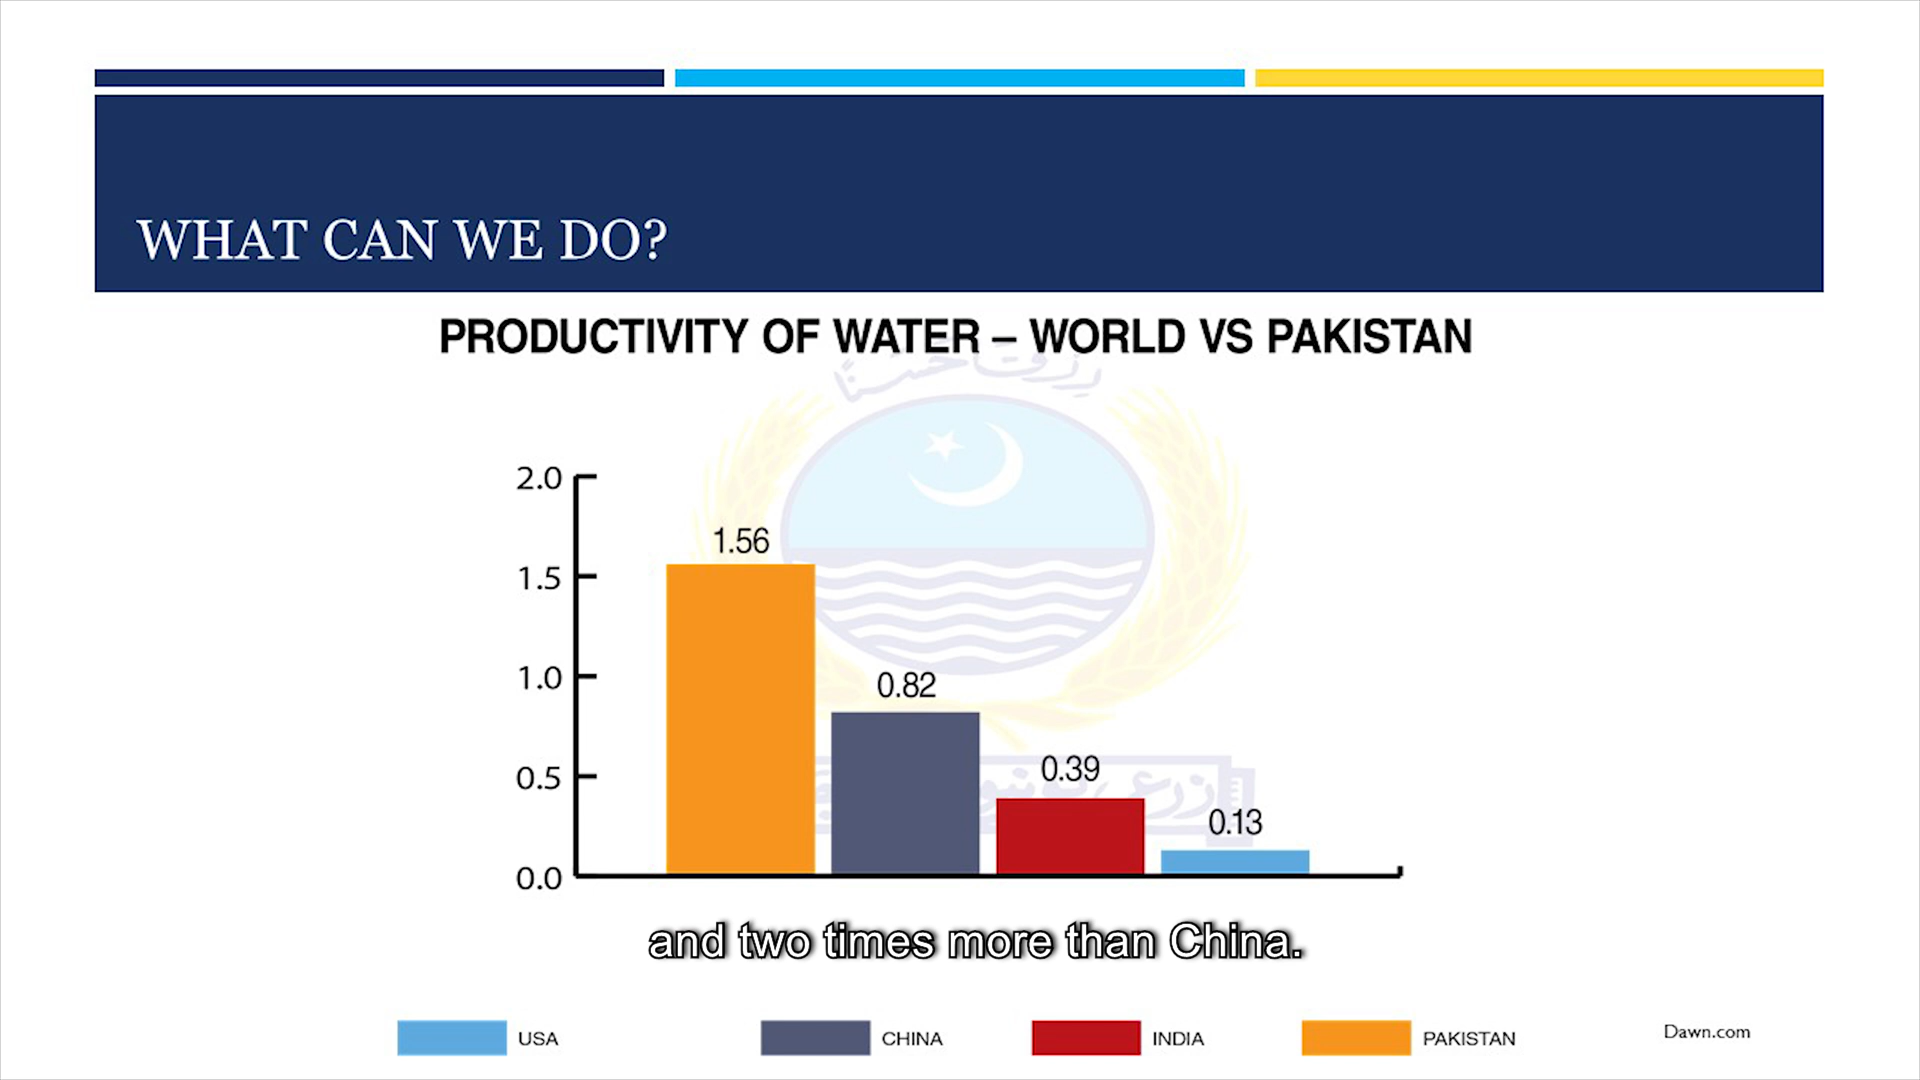 WHAT CAN WE DO?
PRODUCTIVITY OF WATER – WORLD VS PAKISTAN
2.0
1.5
1.0
0.5
0.0
1.56
0.82
0.39
0.13
and two times more than China.
USA
CHINA
INDIA
PAKISTAN
Dawn.com